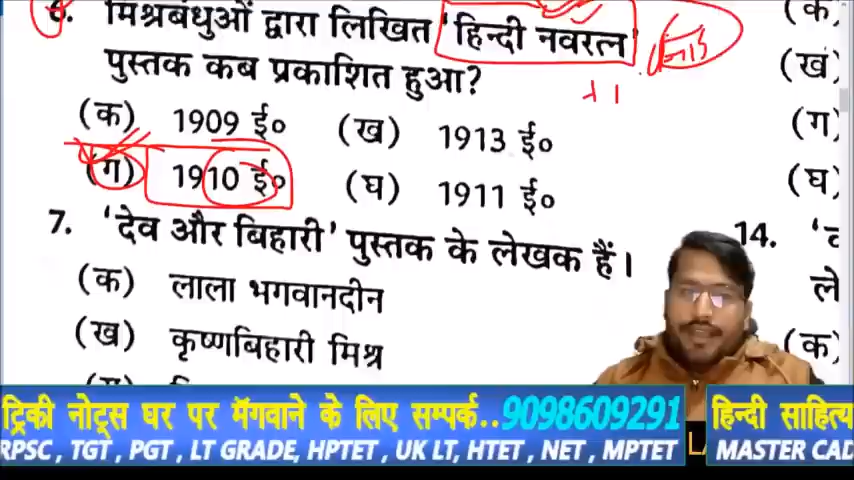 6. मिश्रबंधुओं द्वारा लिखित 'हिन्दी नवरत्न'
पुस्तक कब प्रकाशित हुआ?
(क) 1909 ई० (ख) 1913 ई०
(ग) 1910 ई० (घ) 1911 ई०
7. 'देव और बिहारी' पुस्तक के लेखक हैं।
(क) लाला भगवानदीन
(ख) कृष्णबिहारी मिश्र
(क)
(ख)
(ग)
(घ)
14.
ले
(क)
ट्रिकी नोट्स घर पर मॅगवाने के लिए सम्पर्क..9098609291
RPSC , TGT , PGT , LT GRADE, HPTET , UK LT, HTET , NET , MPTET
हिन्दी साहित्य
MASTER CAD